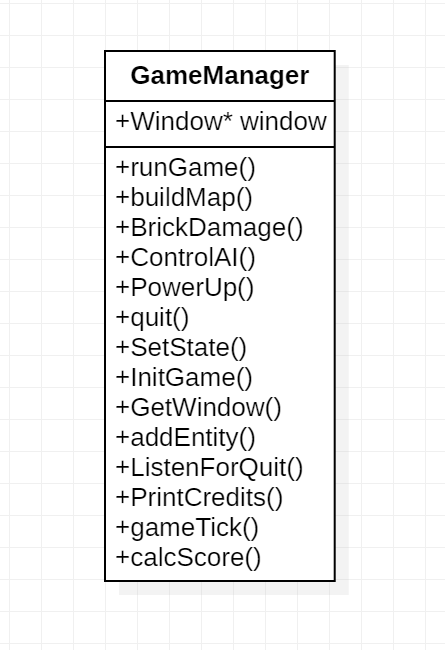 GameManager
+Window* window
+runGame()
+buildMap()
+BrickDamage()
+ControlAI()
+PowerUp()
+quit()
+SetState()
+InitGame()
+GetWindow()
+addEntity()
+ListenForQuit()
+PrintCredits()
+gameTick()
+calcScore()